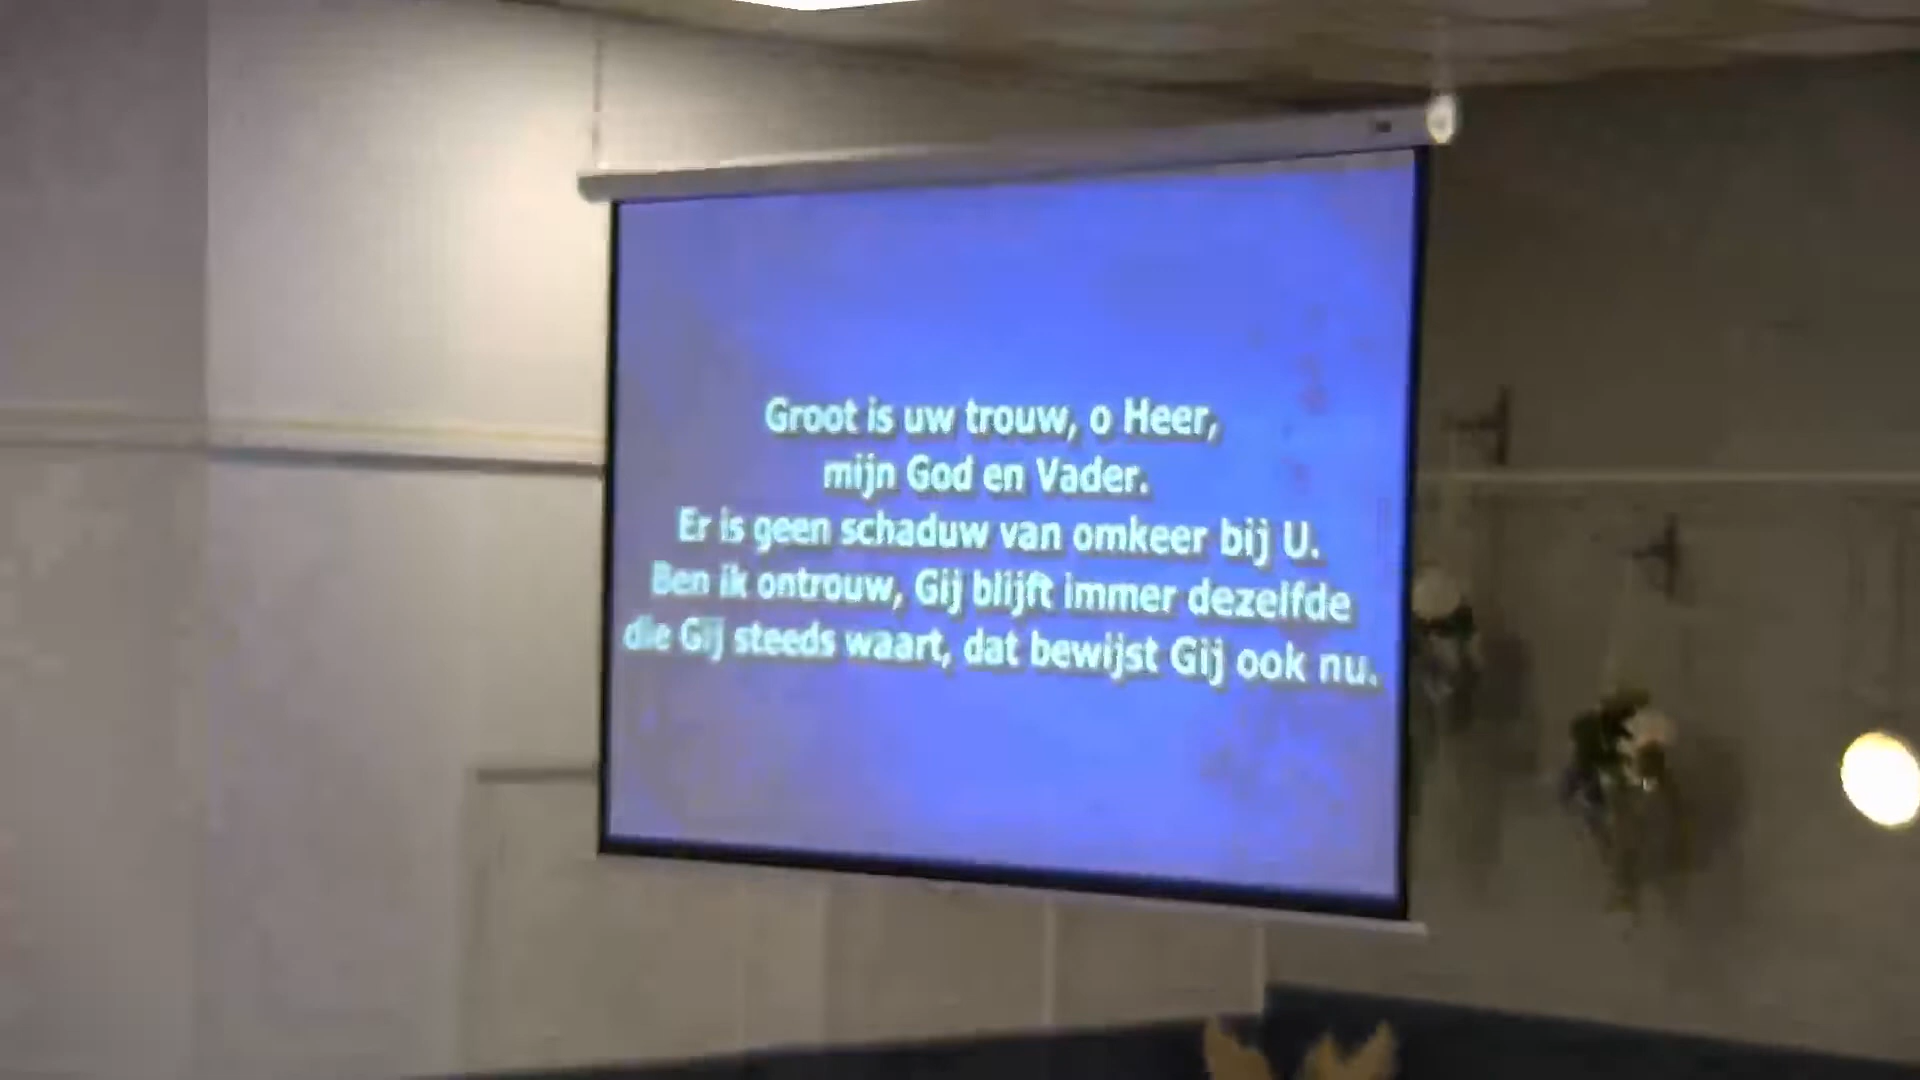 Groot is uw trouw, o Heer,
mijn God en Vader.
Er is geen schaduw van omkeer bij U.
Ben ik ontrouw, Gij blijft immer dezelfde
die Gij steeds waart, dat bewijst Gij ook nu.